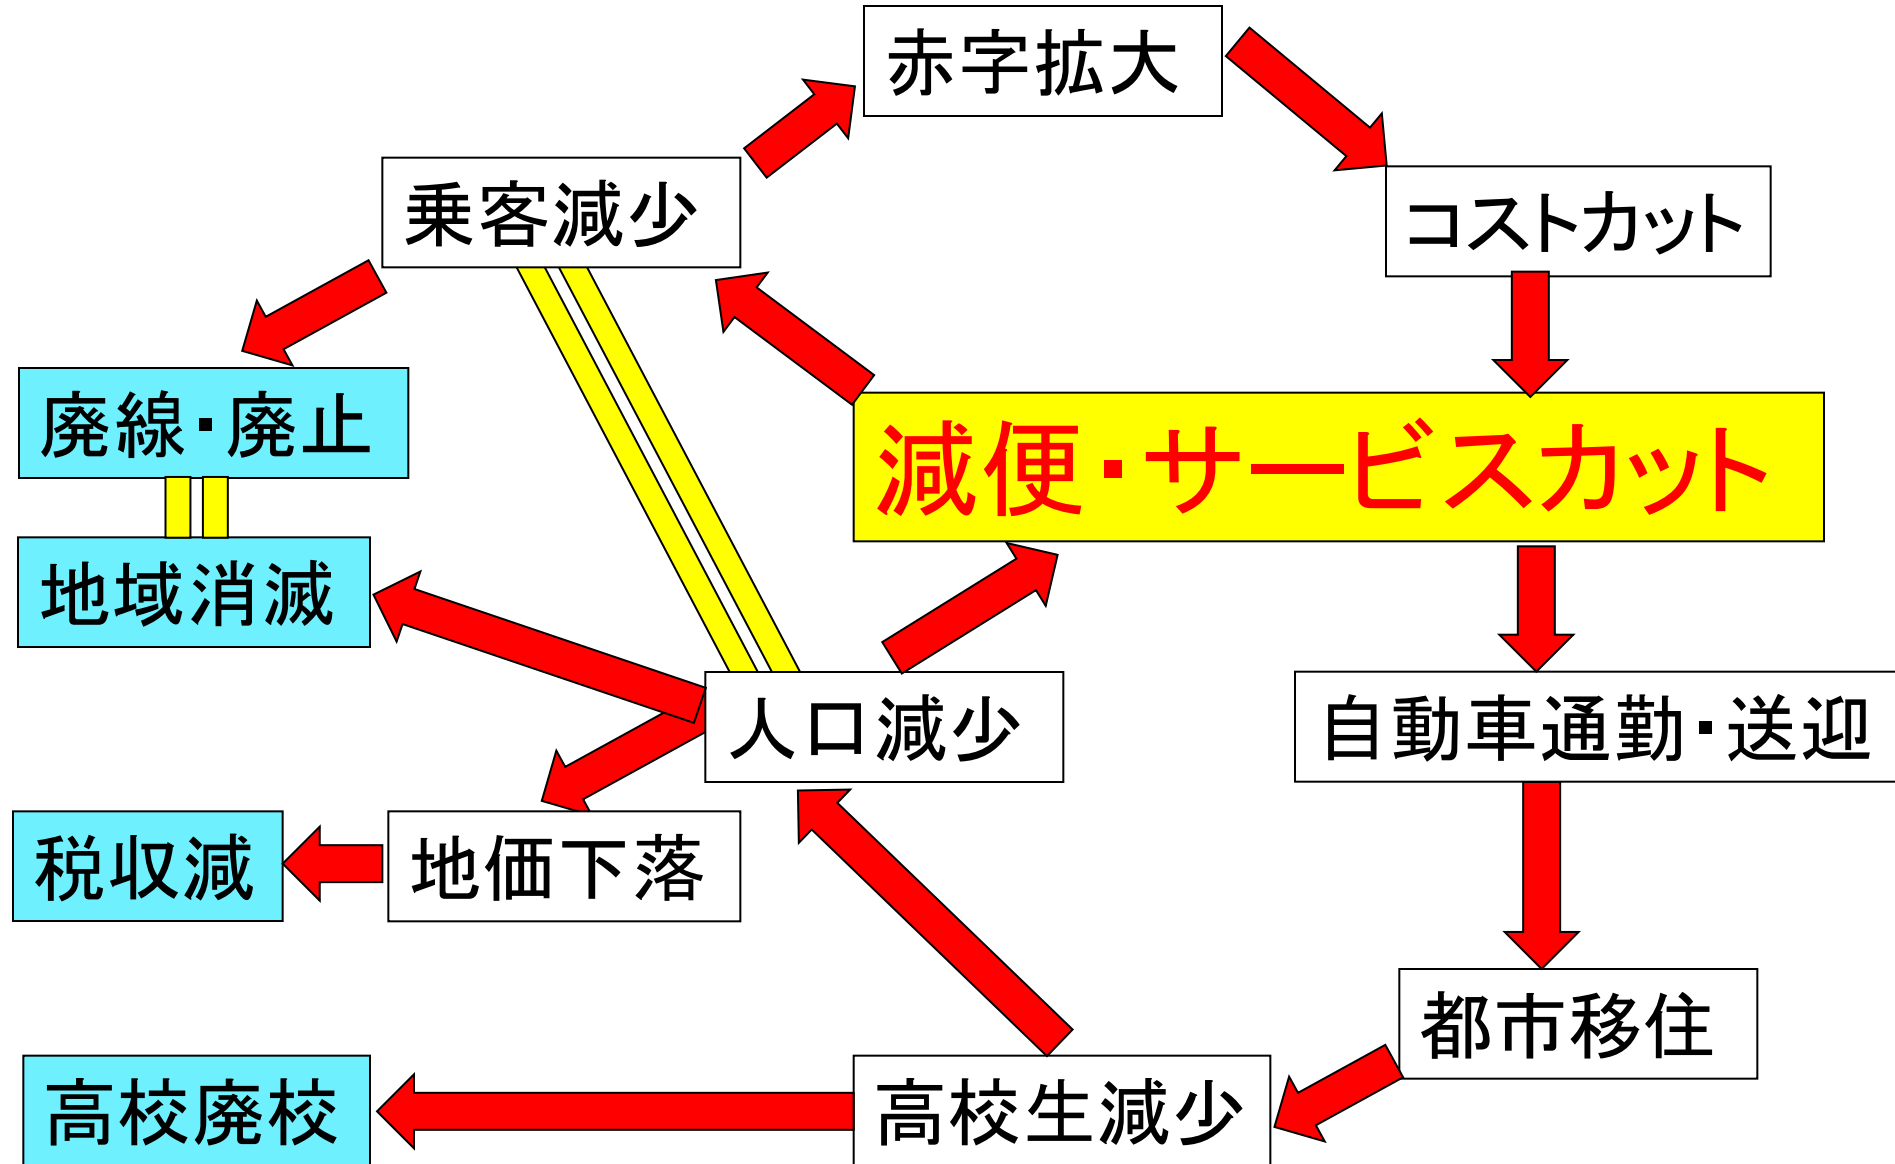 赤字拡大
乗客減少
コストカット
廃線・廃止
減便・サービスカット
地域消滅
人口減少
自動車通勤・送迎
税収減
地価下落
都市移住
高校廃校
高校生減少